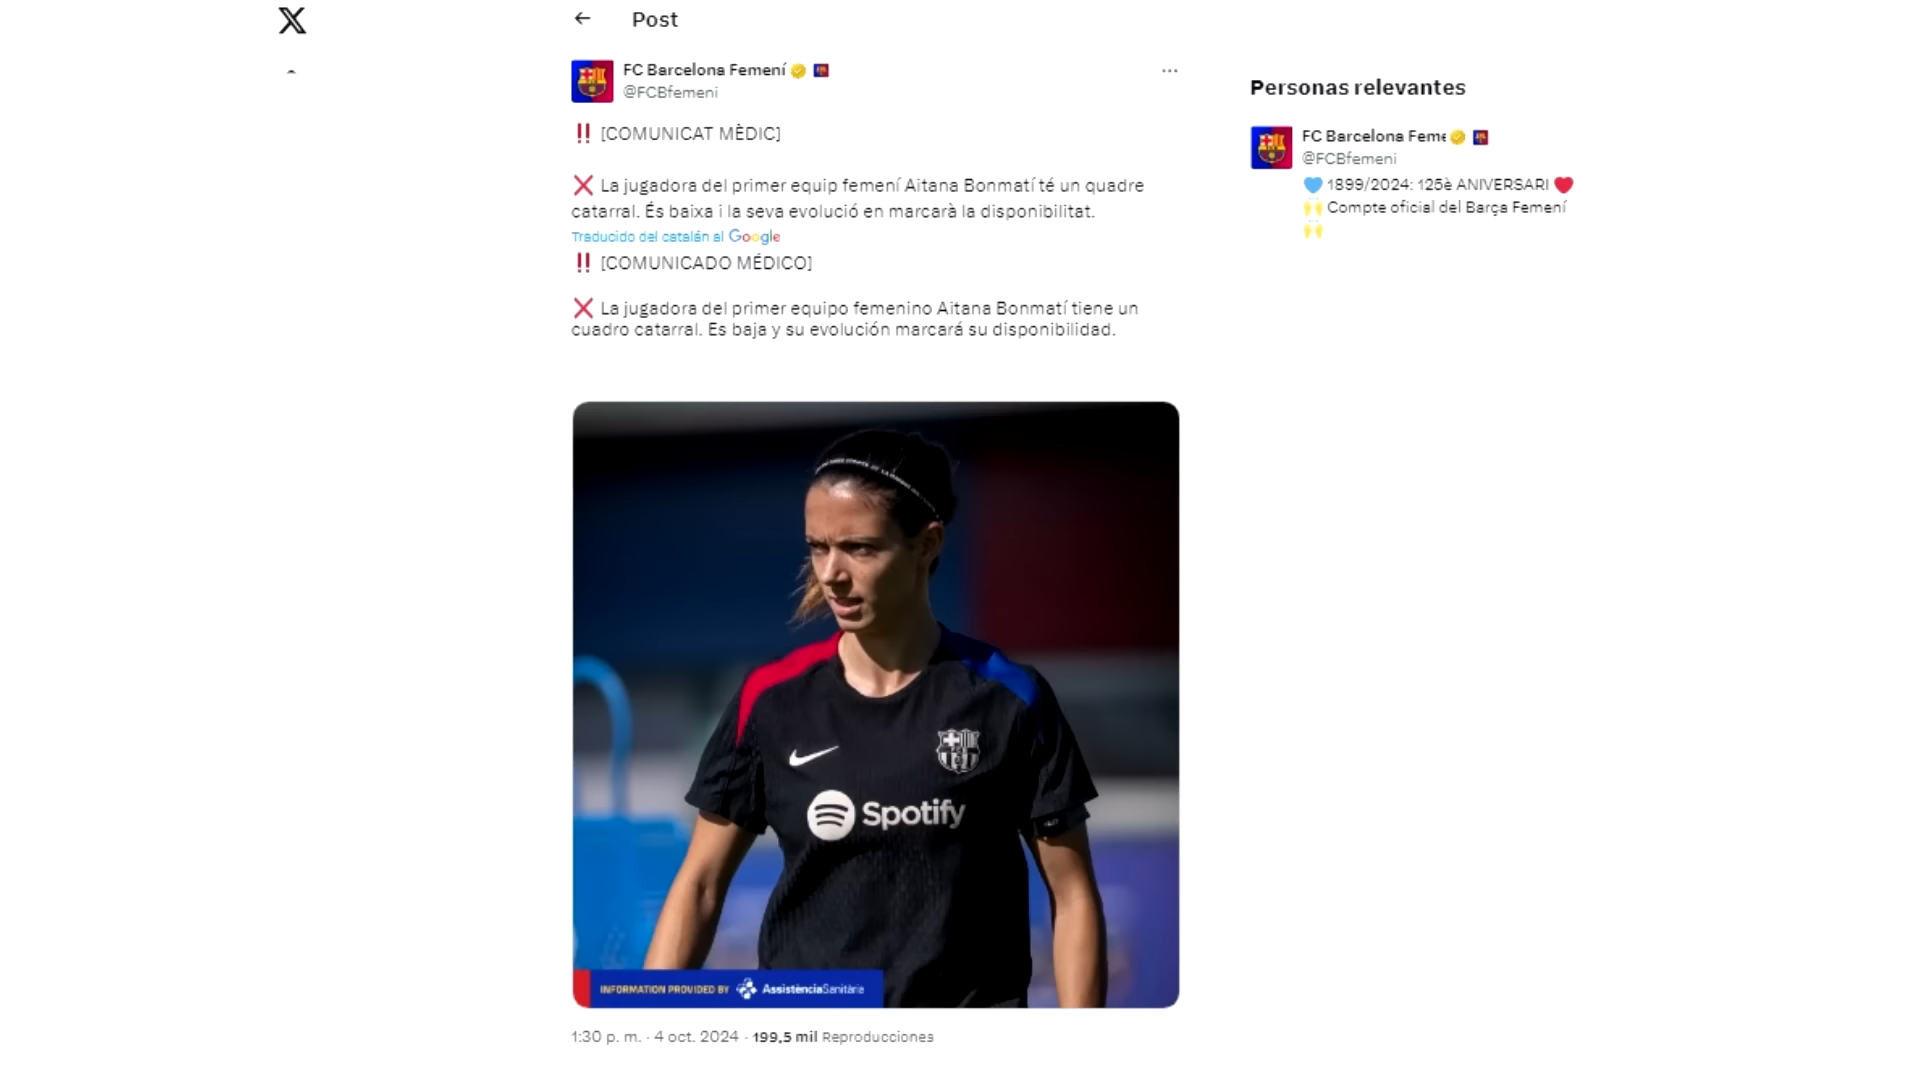 Post
FC Barcelona Femení
@FCBfemeni
‼ [COMUNICAT MÈDIC]
❌ La jugadora del primer equip femení Aitana Bonmatí té un quadre
catarral. És baixa i la seva evolució en marcarà la disponibilitat.
Traducido del catalán al Google
‼ [COMUNICADO MÉDICO]
❌ La jugadora del primer equipo femenino Aitana Bonmatí tiene un
cuadro catarral. Es baja y su evolución marcará su disponibilidad.
Spotify
INFORMATION PROVIDED BY AssistènciaSanitària
1:30 p. m. · 4 oct. 2024 · 199,5 mil Reproducciones
Personas relevantes
FC Barcelona Feme
@FCBfemeni
💙 1899/2024: 125è ANIVERSARI ❤️
🙌 Compte oficial del Barça Femení
🙌